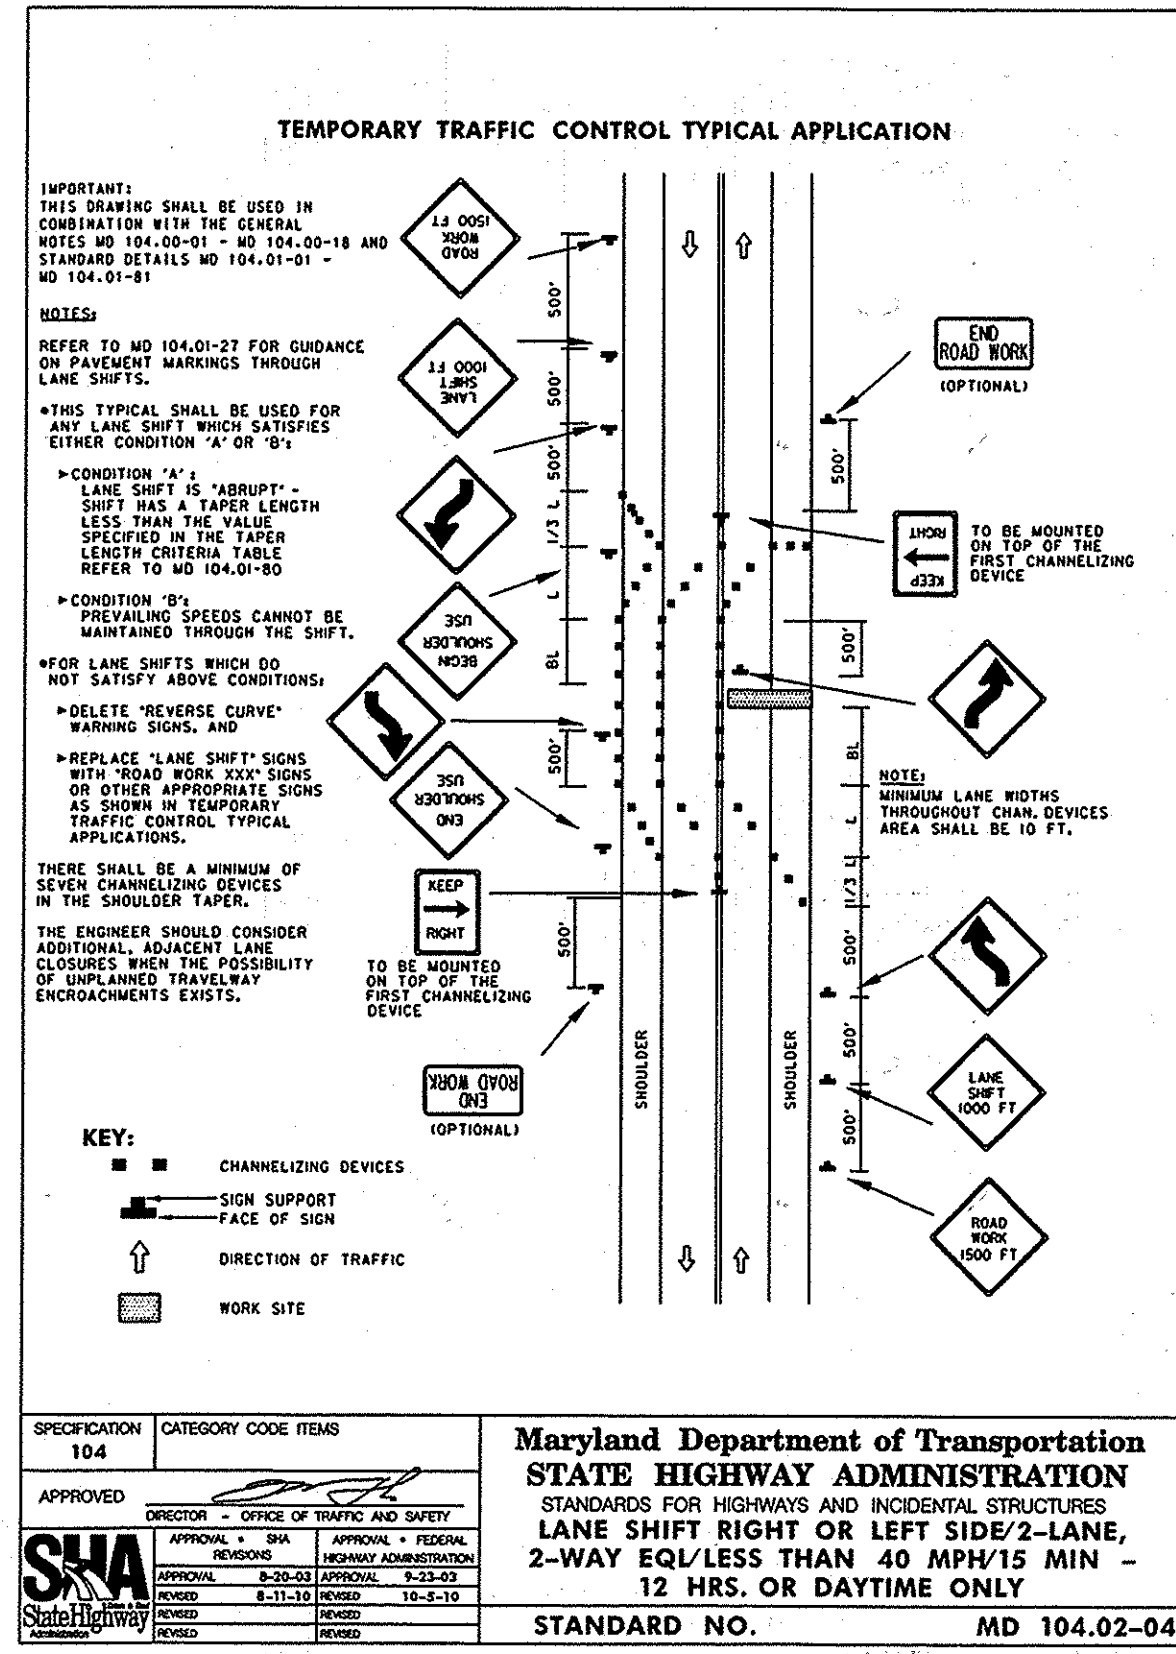 TEMPORARY TRAFFIC CONTROL TYPICAL APPLICATION
IMPORTANT:
THIS DRAWING SHALL BE USED IN
COMBINATION WITH THE GENERAL
NOTES MD 104.00-01 - MD 104.00-18 AND
STANDARD DETAILS MD 104.01-01 -
MD 104.01-81
NOTES:
REFER TO MD 104.01-27 FOR GUIDANCE
ON PAVEMENT MARKINGS THROUGH
LANE SHIFTS.
•THIS TYPICAL SHALL BE USED FOR
ANY LANE SHIFT WHICH SATISFIES
EITHER CONDITION 'A' OR 'B':
►CONDITION 'A' :
LANE SHIFT IS "ABRUPT" -
SHIFT HAS A TAPER LENGTH
LESS THAN THE VALUE
SPECIFIED IN THE TAPER
LENGTH CRITERIA TABLE
REFER TO MD 104.01-80
►CONDITION 'B':
PREVAILING SPEEDS CANNOT BE
MAINTAINED THROUGH THE SHIFT.
•FOR LANE SHIFTS WHICH DO
NOT SATISFY ABOVE CONDITIONS:
►DELETE "REVERSE CURVE"
WARNING SIGNS, AND
►REPLACE "LANE SHIFT" SIGNS
WITH "ROAD WORK XXX" SIGNS
OR OTHER APPROPRIATE SIGNS
AS SHOWN IN TEMPORARY
TRAFFIC CONTROL TYPICAL
APPLICATIONS.
THERE SHALL BE A MINIMUM OF
SEVEN CHANNELIZING DEVICES
IN THE SHOULDER TAPER.
THE ENGINEER SHOULD CONSIDER
ADDITIONAL, ADJACENT LANE
CLOSURES WHEN THE POSSIBILITY
OF UNPLANNED TRAVELWAY
ENCROACHMENTS EXISTS.
ROAD
WORK
1500 FT
LANE
SHIFT
1000 FT
BEGIN
SHOULDER
USE
END
SHOULDER
USE
KEEP
RIGHT
TO BE MOUNTED
ON TOP OF THE
FIRST CHANNELIZING
DEVICE
END
ROAD WORK
(OPTIONAL)
500'
500'
500'
1/3 L
L
BL
500'
500'
SHOULDER
SHOULDER
END
ROAD WORK
(OPTIONAL)
500'
KEEP
RIGHT
TO BE MOUNTED
ON TOP OF THE
FIRST CHANNELIZING
DEVICE
500'
BL
NOTE:
MINIMUM LANE WIDTHS
THROUGHOUT CHAN. DEVICES
AREA SHALL BE 10 FT.
L
1/3 L
500'
500'
500'
LANE
SHIFT
1000 FT
ROAD
WORK
1500 FT
KEY:
CHANNELIZING DEVICES
SIGN SUPPORT
FACE OF SIGN
DIRECTION OF TRAFFIC
WORK SITE
SPECIFICATION
104
CATEGORY CODE ITEMS
APPROVED
DIRECTOR - OFFICE OF TRAFFIC AND SAFETY
SHA
StateHighway
Administration
APPROVAL • SHA
REVISIONS
APPROVAL • FEDERAL
HIGHWAY ADMINISTRATION
APPROVAL 8-20-03 APPROVAL 9-23-03
REVISED 8-11-10 REVISED 10-5-10
REVISED REVISED
REVISED REVISED
Maryland Department of Transportation
STATE HIGHWAY ADMINISTRATION
STANDARDS FOR HIGHWAYS AND INCIDENTAL STRUCTURES
LANE SHIFT RIGHT OR LEFT SIDE/2-LANE,
2-WAY EQL/LESS THAN 40 MPH/15 MIN -
12 HRS. OR DAYTIME ONLY
STANDARD NO. MD 104.02-04